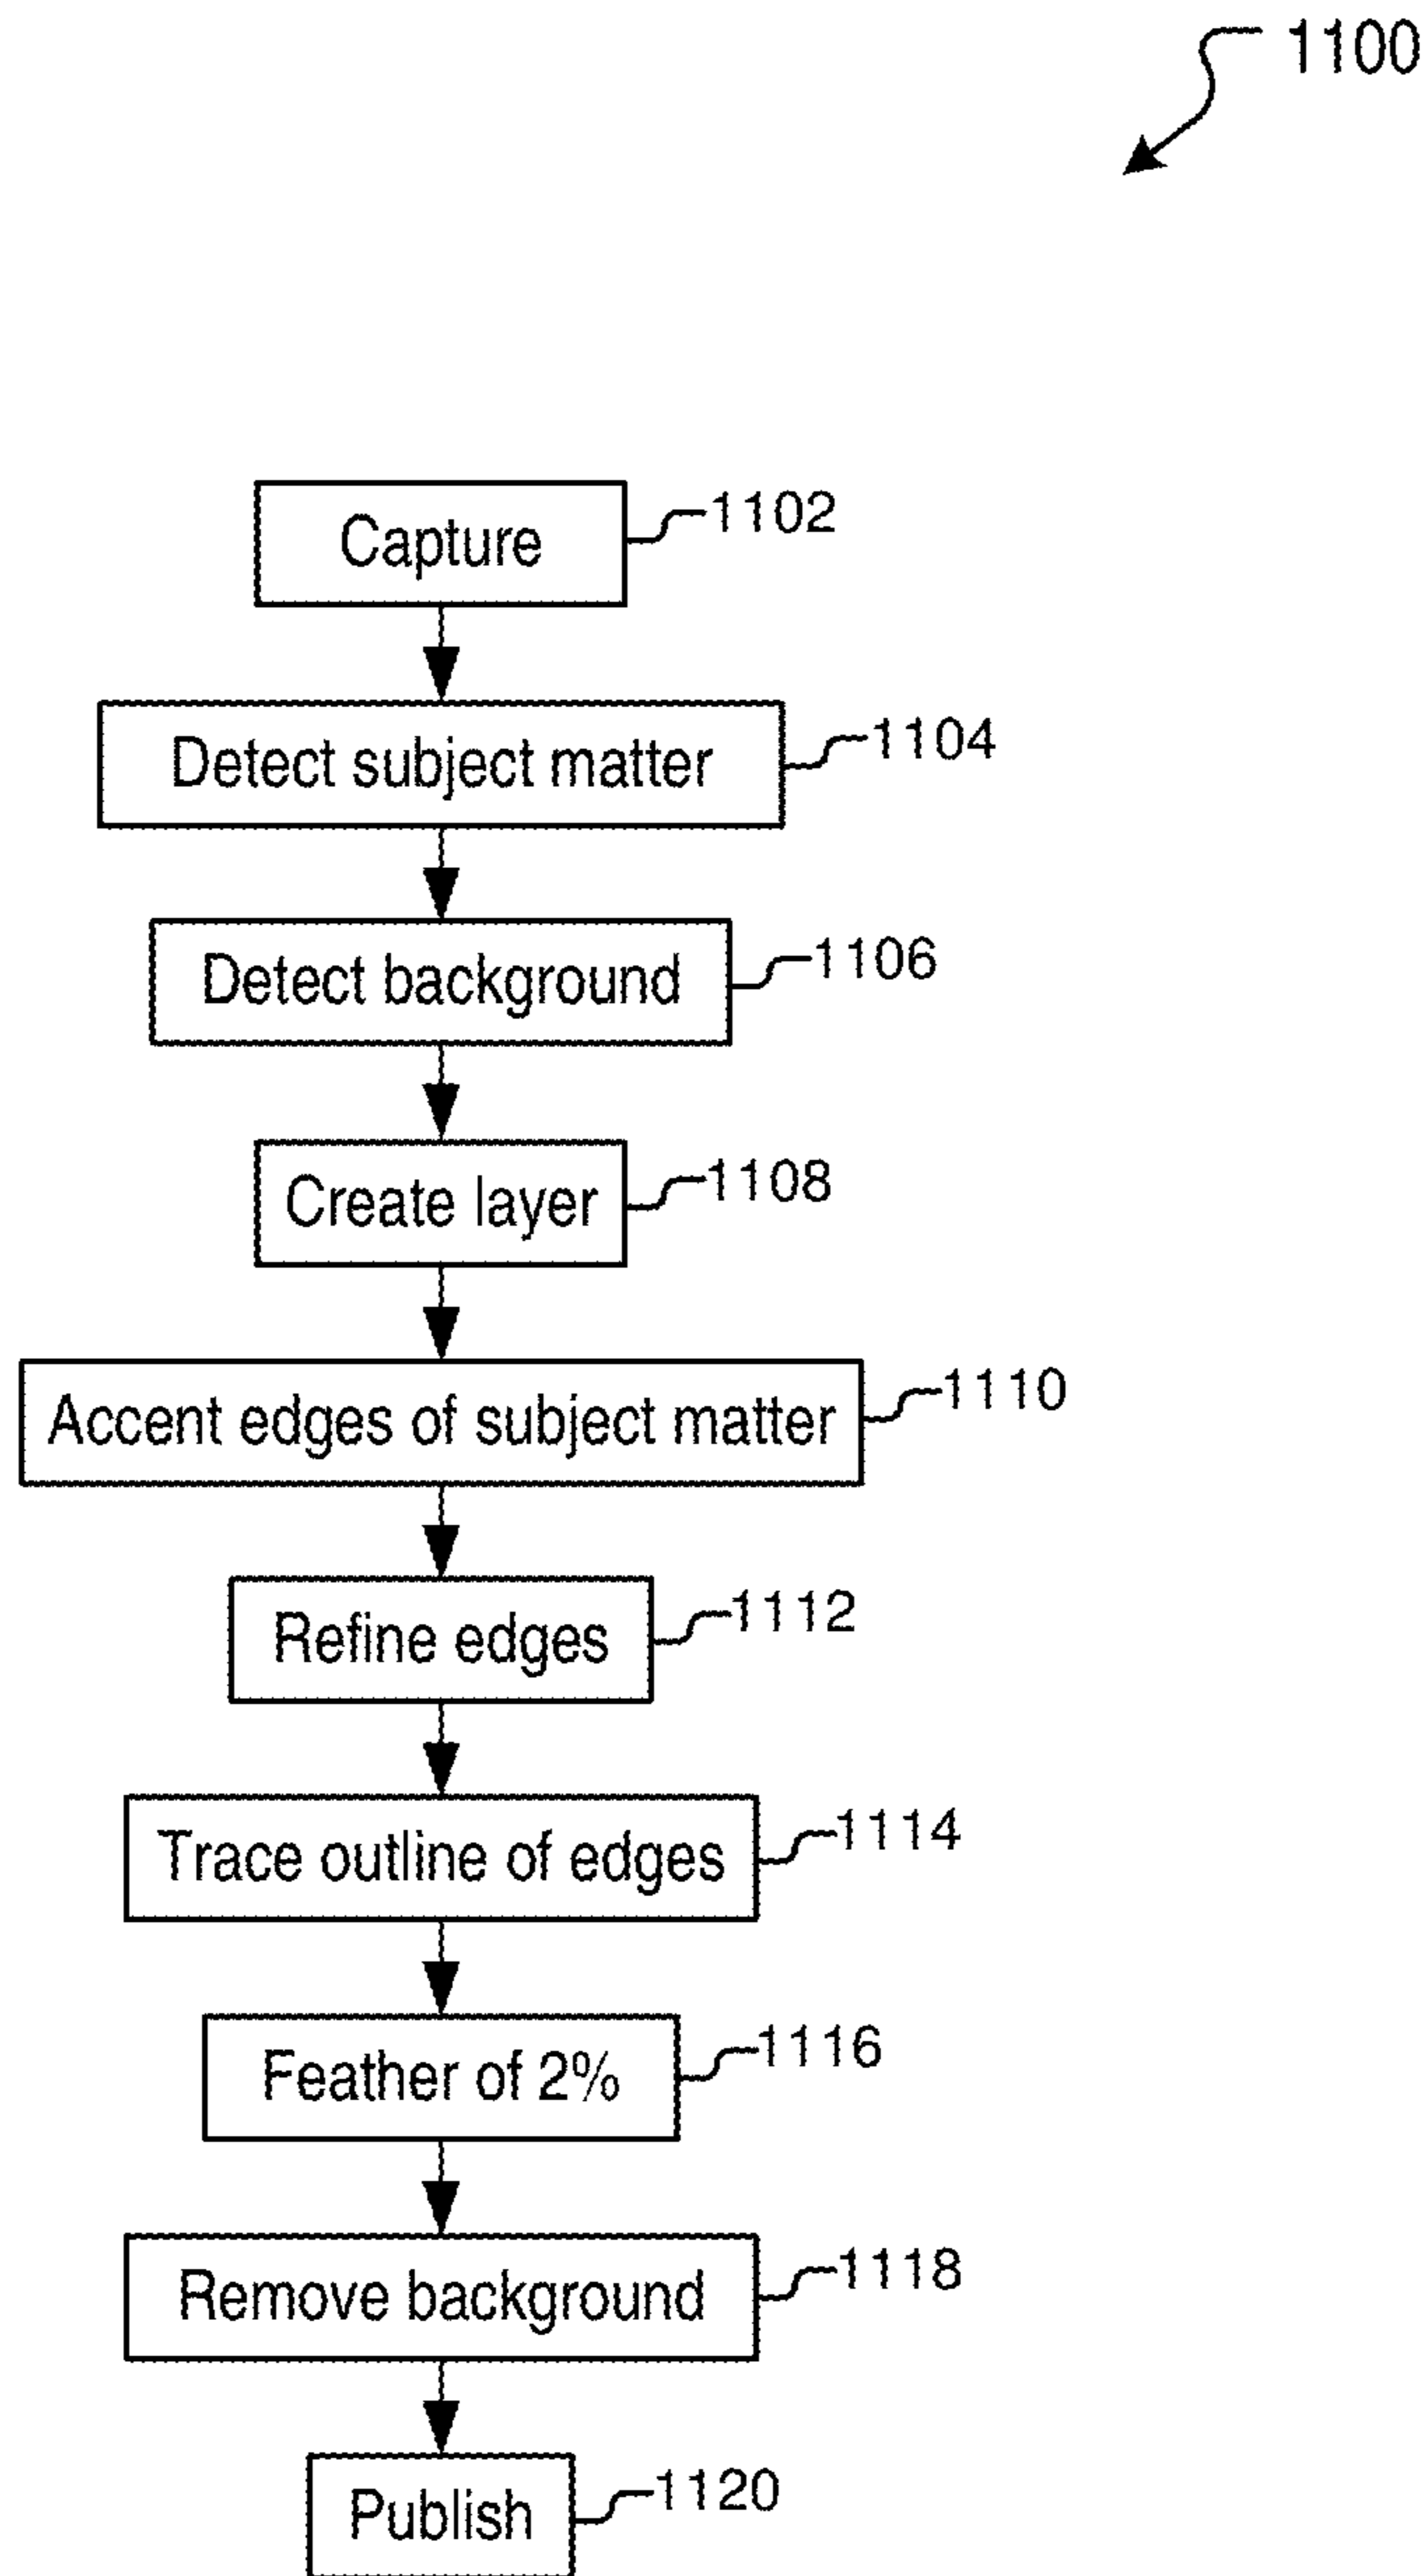 1100
Capture
1102
Detect subject matter
1104
Detect background
1106
Create layer
1108
Accent edges of subject matter
1110
Refine edges
1112
Trace outline of edges
1114
Feather of 2%
1116
Remove background
1118
Publish
1120